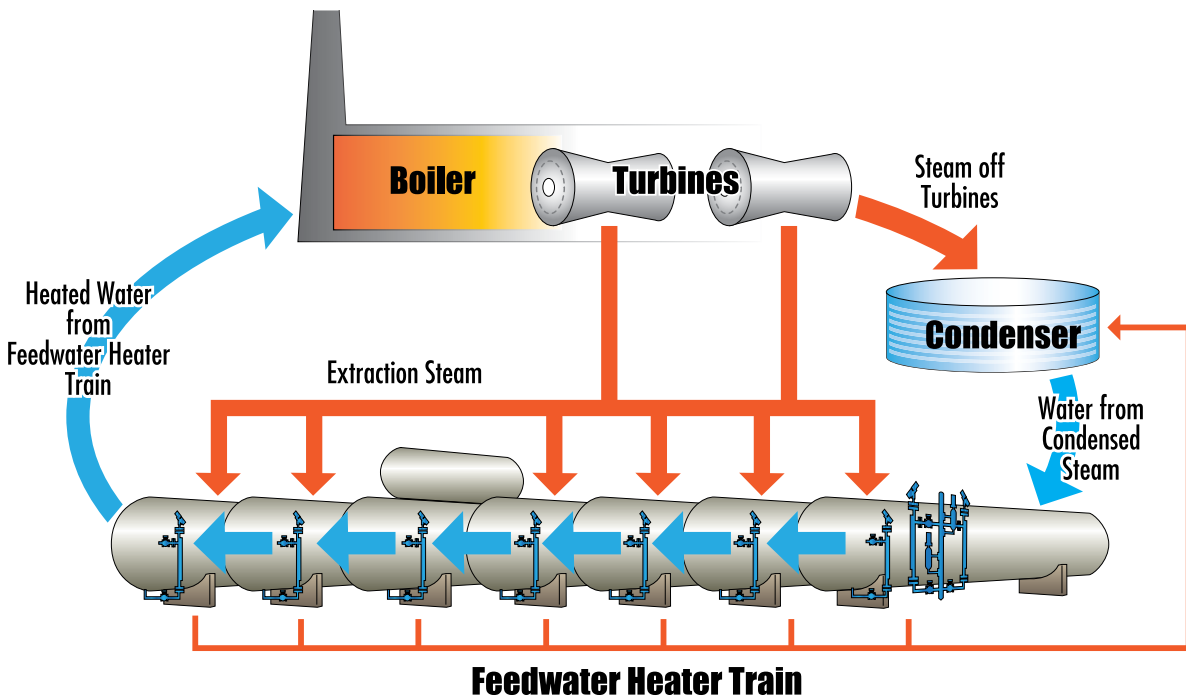 Boiler
Turbines
Steam off
Turbines
Heated Water
from
Feedwater Heater
Train
Condenser
Extraction Steam
Water from
Condensed
Steam
Feedwater Heater Train